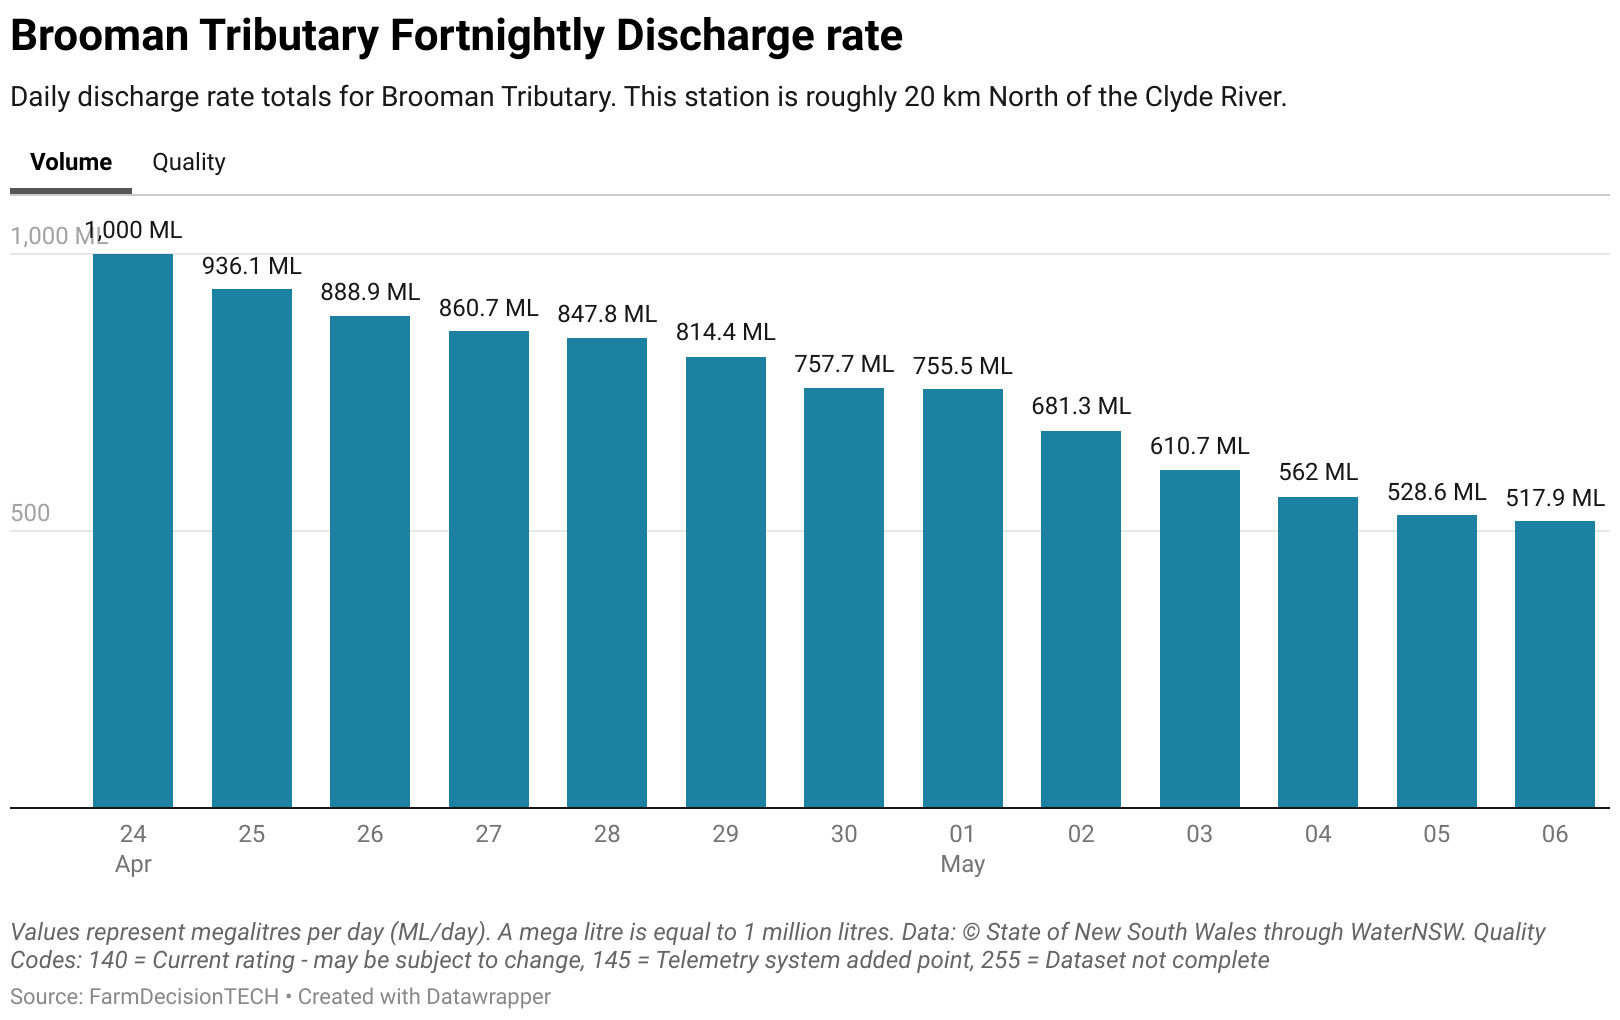 Brooman Tributary Fortnightly Discharge rate
Daily discharge rate totals for Brooman Tributary. This station is roughly 20 km North of the Clyde River.
Volume Quality
1,000 ML
1,000 ML
936.1 ML
888.9 ML
860.7 ML
847.8 ML
814.4 ML
757.7 ML
755.5 ML
681.3 ML
610.7 ML
562 ML
528.6 ML
517.9 ML
500
24 25 26 27 28 29 30 01 02 03 04 05 06
Apr May
Values represent megalitres per day (ML/day). A mega litre is equal to 1 million litres. Data: © State of New South Wales through WaterNSW. Quality
Codes: 140 = Current rating - may be subject to change, 145 = Telemetry system added point, 255 = Dataset not complete
Source: FarmDecisionTECH • Created with Datawrapper